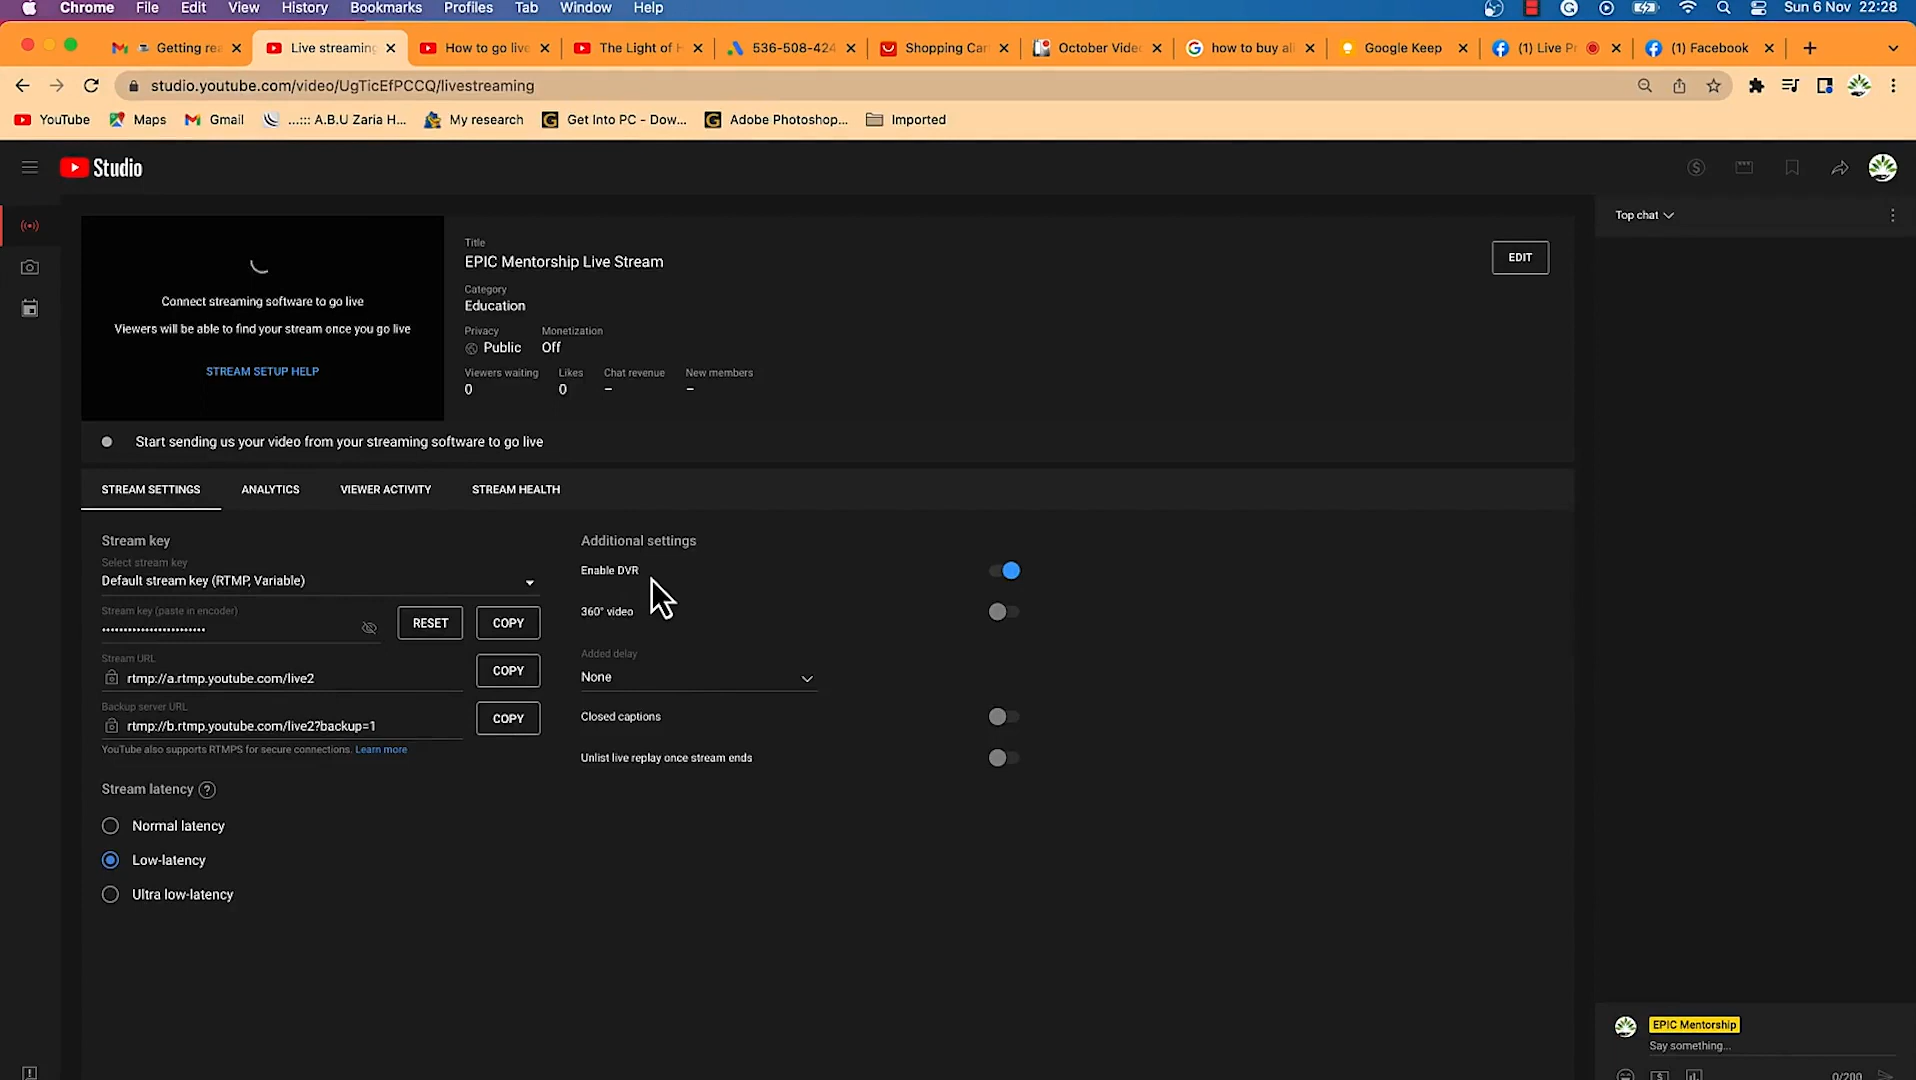 Chrome File Edit View History Bookmarks Profiles Tab Window Help Sun 6 Nov 22:28
Getting rea Live streaming How to go live The Light of H 536-508-424 Shopping Car October Video how to buy ali Google Keep (1) Live Pr (1) Facebook
studio.youtube.com/video/UgTicEfPCCQ/livestreaming
YouTube Maps Gmail ...::: A.B.U Zaria H... My research Get Into PC - Dow... Adobe Photoshop... Imported
Studio
Top chat
Connect streaming software to go live
Viewers will be able to find your stream once you go live
STREAM SETUP HELP
Title
EPIC Mentorship Live Stream
EDIT
Category
Education
Privacy Monetization
Public Off
Viewers waiting Likes Chat revenue New members
0 0 – –
Start sending us your video from your streaming software to go live
STREAM SETTINGS ANALYTICS VIEWER ACTIVITY STREAM HEALTH
Stream key
Select stream key
Default stream key (RTMP, Variable)
Stream key (paste in encoder)
••••••••••••••••••••••••
RESET COPY
Stream URL
rtmp://a.rtmp.youtube.com/live2
COPY
Backup server URL
rtmp://b.rtmp.youtube.com/live2?backup=1
COPY
YouTube also supports RTMPS for secure connections. Learn more
Stream latency ?
Normal latency
Low-latency
Ultra low-latency
Additional settings
Enable DVR
360° video
Added delay
None
Closed captions
Unlist live replay once stream ends
EPIC Mentorship
Say something...
0/200